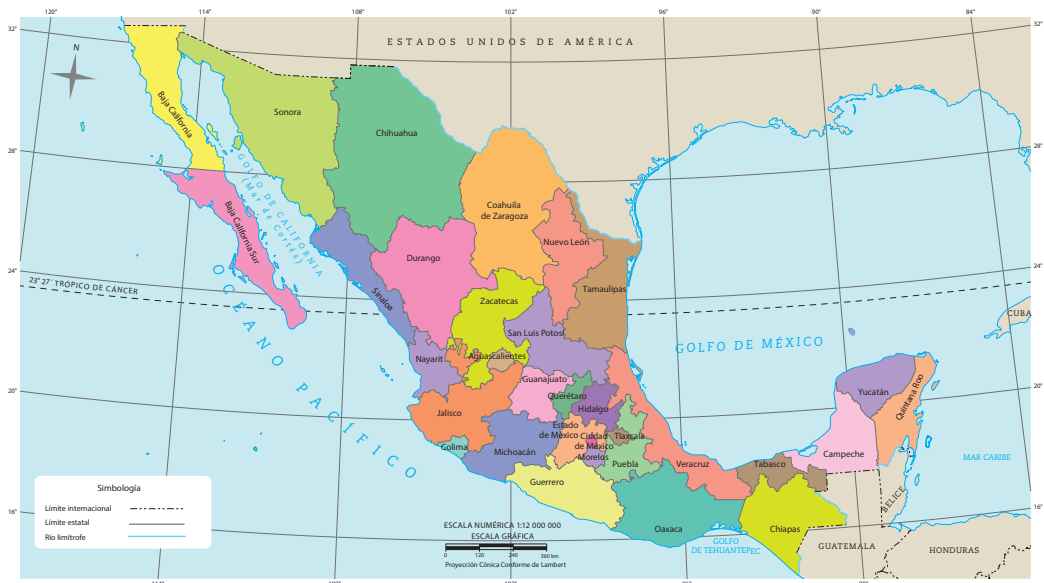 120°
114°
108°
102°
96°
90°
84°
32°
32°
28°
28°
24°
24°
20°
20°
16°
16°
N
ESTADOS UNIDOS DE AMÉRICA
Baja California
Sonora
Chihuahua
Coahuila
de Zaragoza
Nuevo León
Tamaulipas
Baja California Sur
GOLFO DE CALIFORNIA
(Mar de Cortés)
Durango
Sinaloa
Zacatecas
San Luis Potosí
23° 27´ TRÓPICO DE CÁNCER
OCÉANO PACÍFICO
GOLFO DE MÉXICO
CUBA
Nayarit
Aguascalientes
Guanajuato
Querétaro
Hidalgo
Jalisco
Colima
Michoacán
Estado
de México
Ciudad
de México
Tlaxcala
Morelos
Puebla
Veracruz
Guerrero
Oaxaca
Tabasco
Chiapas
Campeche
Yucatán
Quintana Roo
MAR CARIBE
BELICE
GUATEMALA
HONDURAS
GOLFO
DE TEHUANTEPEC
Simbología
Límite internacional
Límite estatal
Río limítrofe
ESCALA NUMÉRICA 1:12 000 000
ESCALA GRÁFICA
0 120 240 360 km
Proyección Cónica Conforme de Lambert